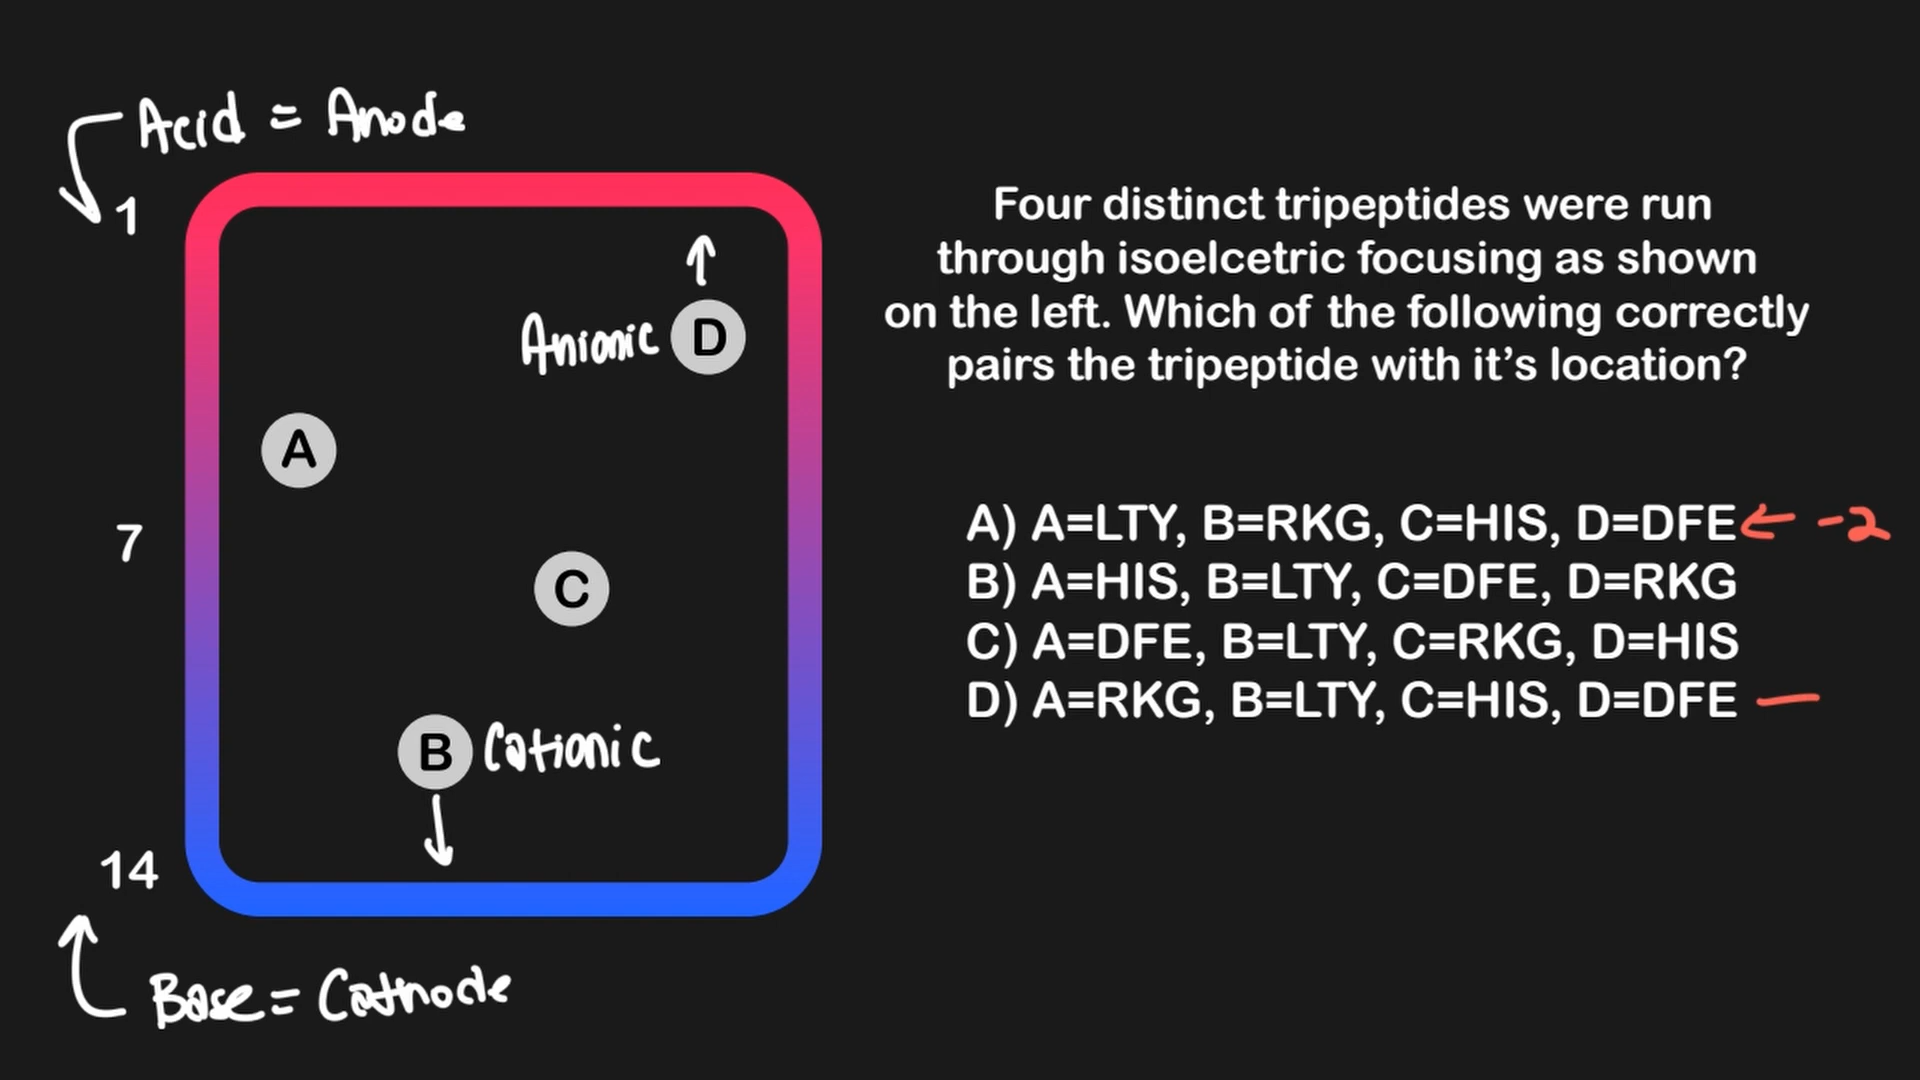 Acid = Anode
1
Anionic D
A
7
C
B Cationic
14
Base = Cathode
Four distinct tripeptides were run
through isoelcetric focusing as shown
on the left. Which of the following correctly
pairs the tripeptide with it's location?
A) A=LTY, B=RKG, C=HIS, D=DFE ← -2
B) A=HIS, B=LTY, C=DFE, D=RKG
C) A=DFE, B=LTY, C=RKG, D=HIS
D) A=RKG, B=LTY, C=HIS, D=DFE —